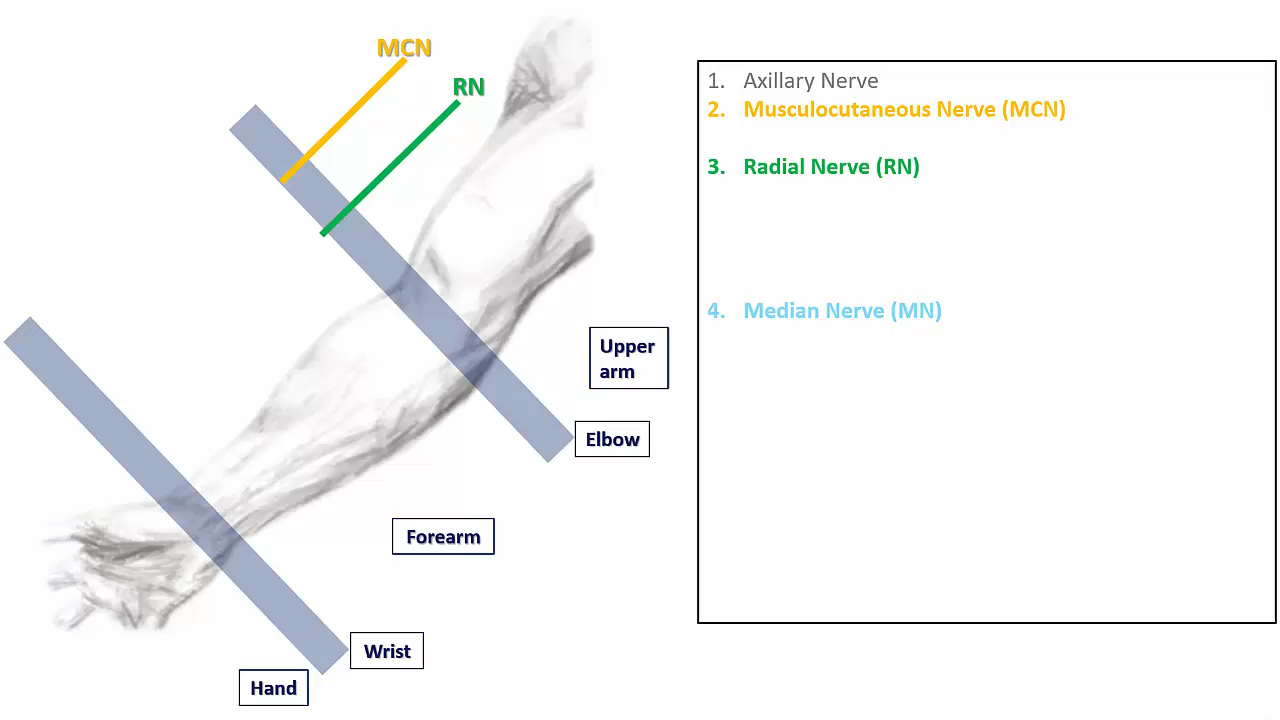 MCN
RN
1. Axillary Nerve
2. Musculocutaneous Nerve (MCN)
3. Radial Nerve (RN)
4. Median Nerve (MN)
Upper
arm
Elbow
Forearm
Wrist
Hand